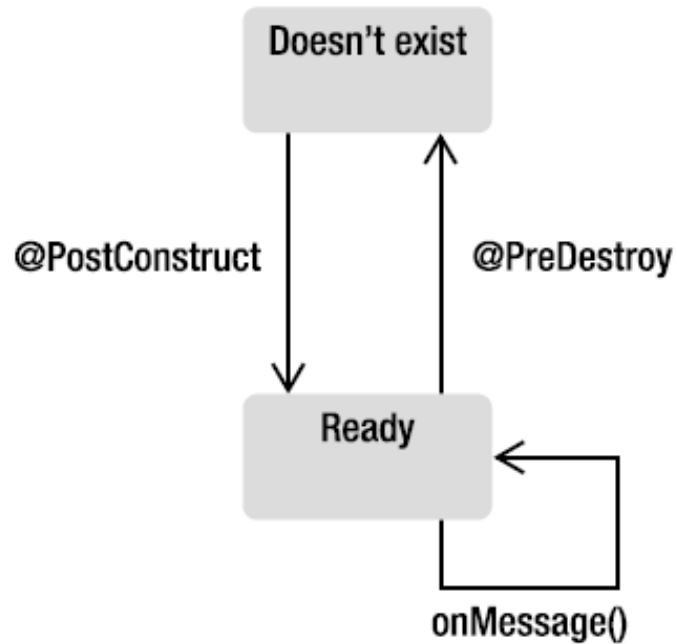 Doesn't exist
@PostConstruct
@PreDestroy
Ready
onMessage()